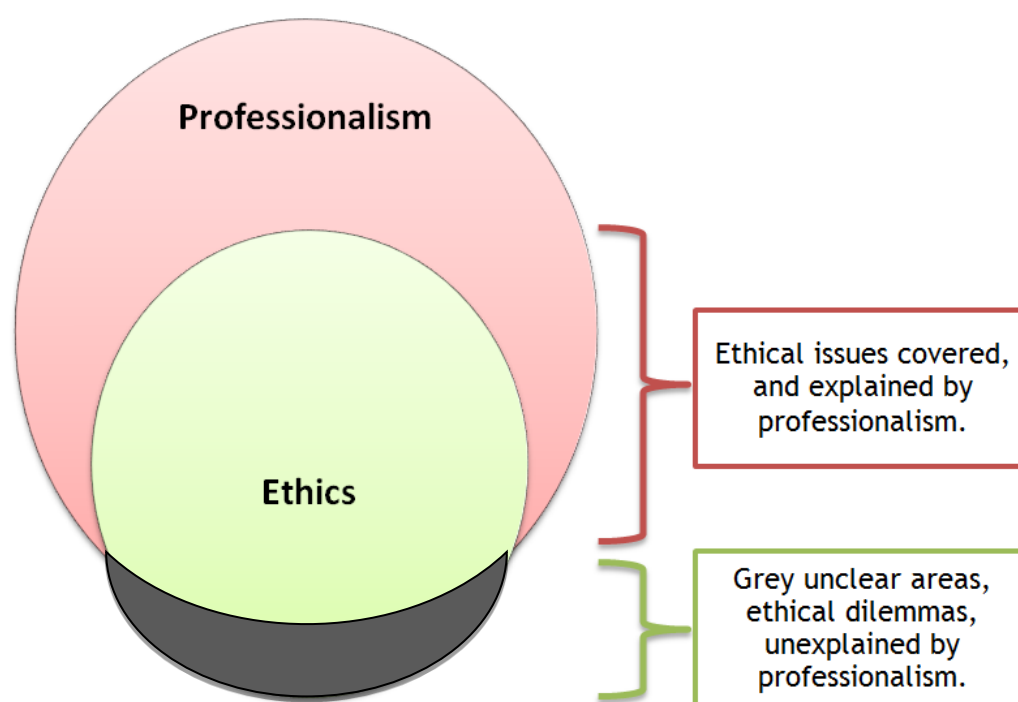 Professionalism
Ethics
Ethical issues covered,
and explained by
professionalism.
Grey unclear areas,
ethical dilemmas,
unexplained by
professionalism.